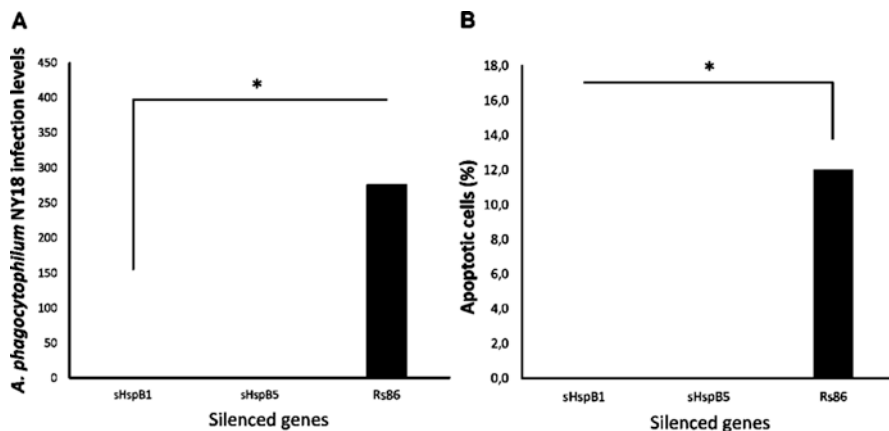 A
A. phagocytophilum NY18 infection levels
450
400
350
300
250
200
150
100
50
0
*
sHspB1 sHspB5 Rs86
Silenced genes
B
Apoptotic cells (%)
18,0
16,0
14,0
12,0
10,0
8,0
6,0
4,0
2,0
0,0
*
sHspB1 sHspB5 Rs86
Silenced genes